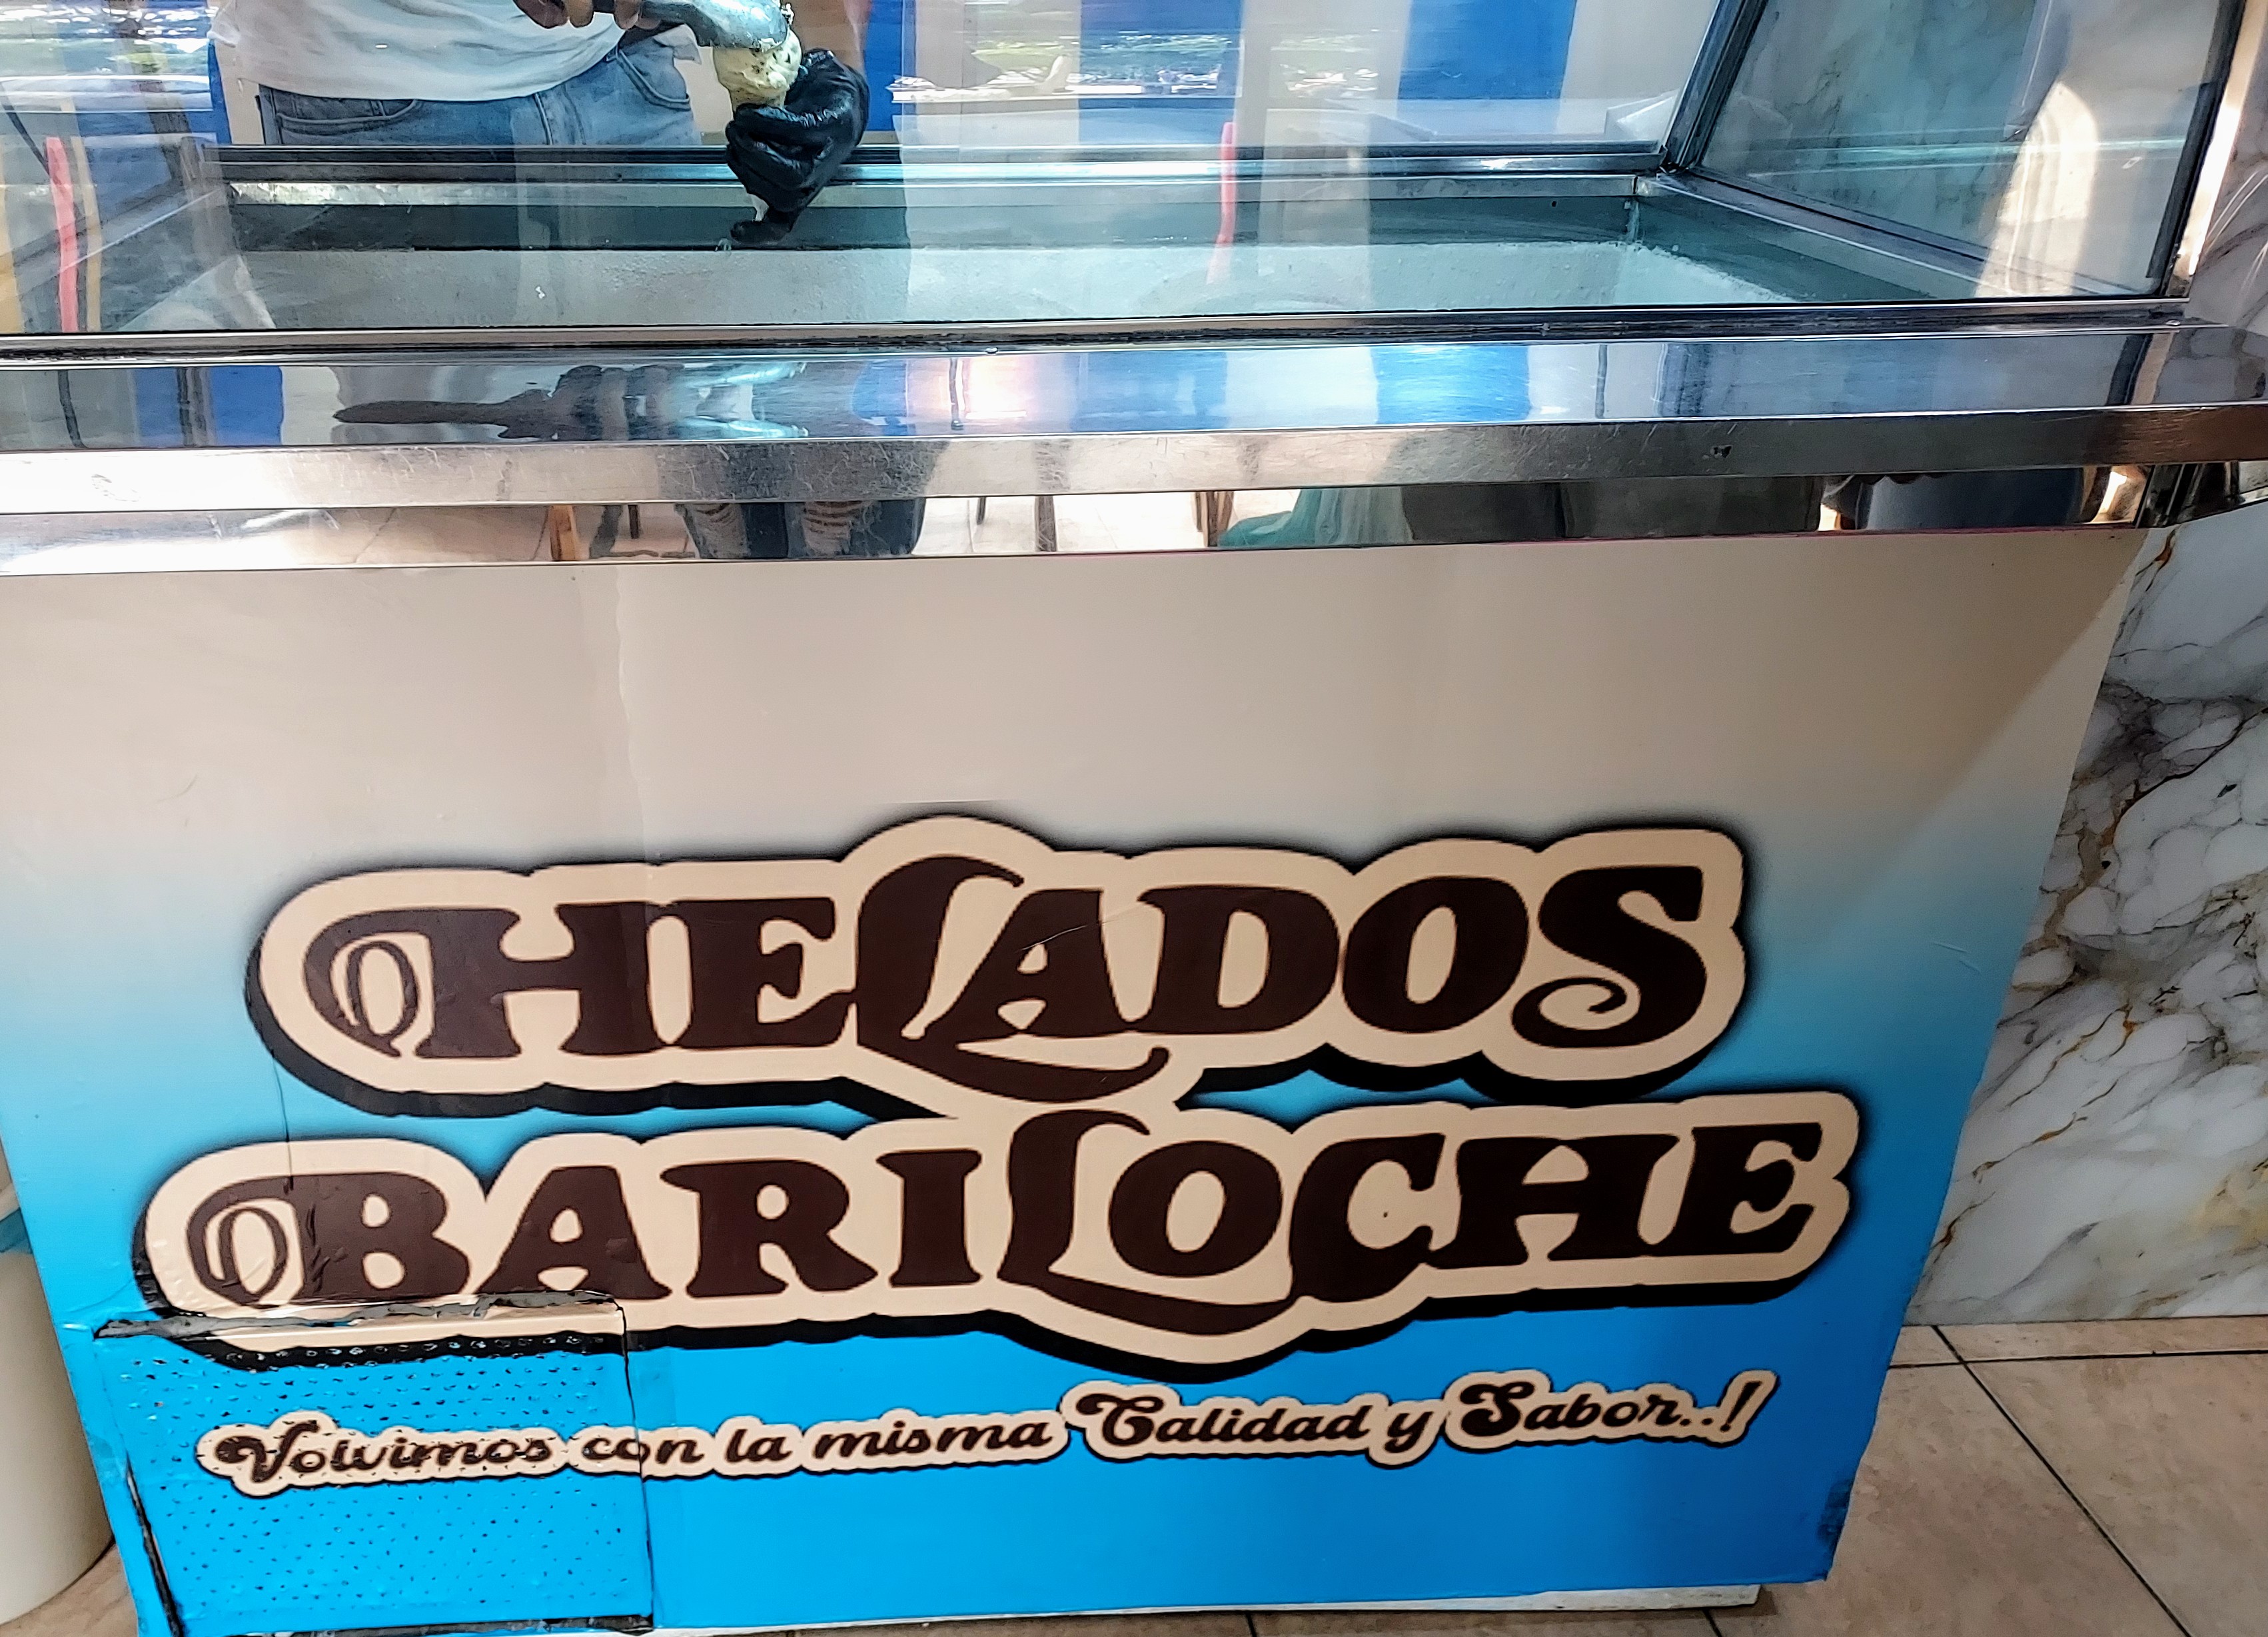 HELADOS
BARILOCHE
Volvimos con la misma Calidad y Sabor..!